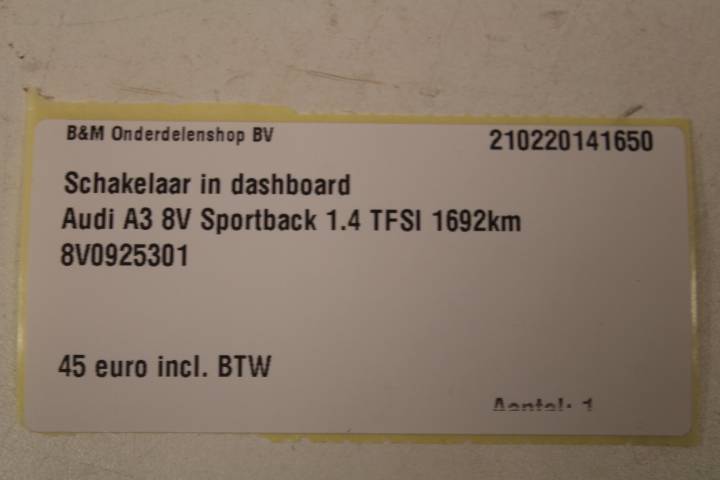 B&M Onderdelenshop BV
210220141650
Schakelaar in dashboard
Audi A3 8V Sportback 1.4 TFSI 1692km
8V0925301
45 euro incl. BTW
Aantal: 1